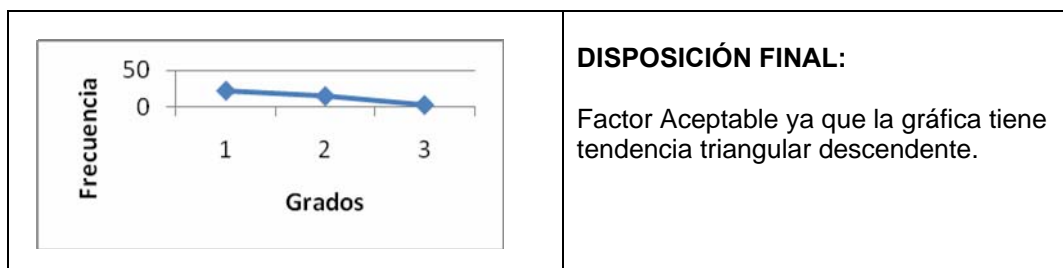 50
0
Frecuencia
1 2 3
Grados
DISPOSICIÓN FINAL:
Factor Aceptable ya que la gráfica tiene
tendencia triangular descendente.